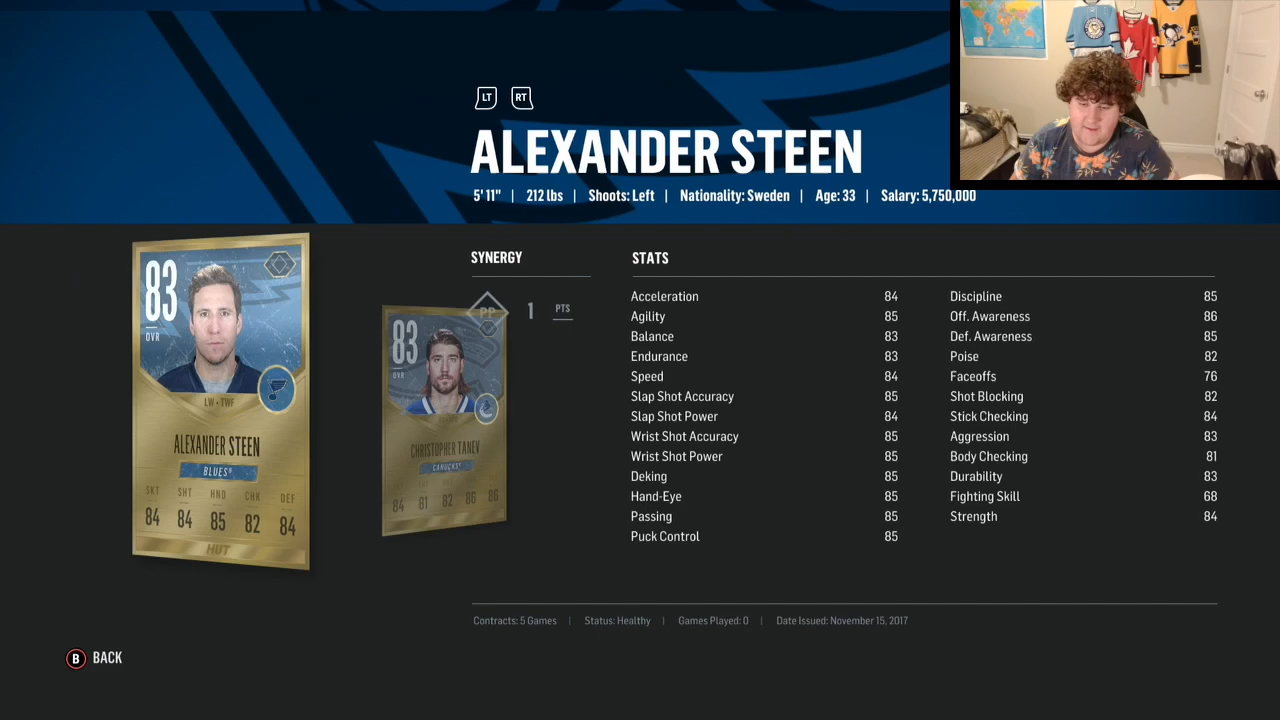 LT RT
ALEXANDER STEEN
5' 11" | 212 lbs | Shoots: Left | Nationality: Sweden | Age: 33 | Salary: 5,750,000
83
OVR
LW • TWF
ALEXANDER STEEN
BLUES®
SKT SHT HND CHK DEF
84 84 85 82 84
HUT
83
OVR
CHRISTOPHER TANEV
CANUCKS®
84 81 82 86 86
SYNERGY
PP 1 PTS
STATS
Acceleration 84
Agility 85
Balance 83
Endurance 83
Speed 84
Slap Shot Accuracy 85
Slap Shot Power 84
Wrist Shot Accuracy 85
Wrist Shot Power 85
Deking 85
Hand-Eye 85
Passing 85
Puck Control 85
Discipline 85
Off. Awareness 86
Def. Awareness 85
Poise 82
Faceoffs 76
Shot Blocking 82
Stick Checking 84
Aggression 83
Body Checking 81
Durability 83
Fighting Skill 68
Strength 84
Contracts: 5 Games | Status: Healthy | Games Played: 0 | Date Issued: November 15, 2017
B BACK